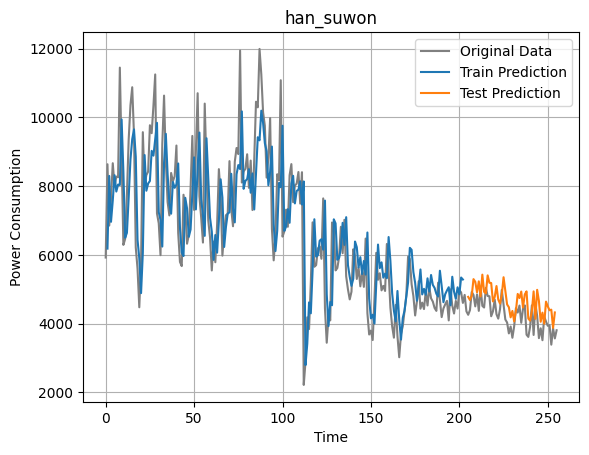 han_suwon
12000
10000
8000
6000
4000
2000
Power Consumption
Original Data
Train Prediction
Test Prediction
0 50 100 150 200 250
Time